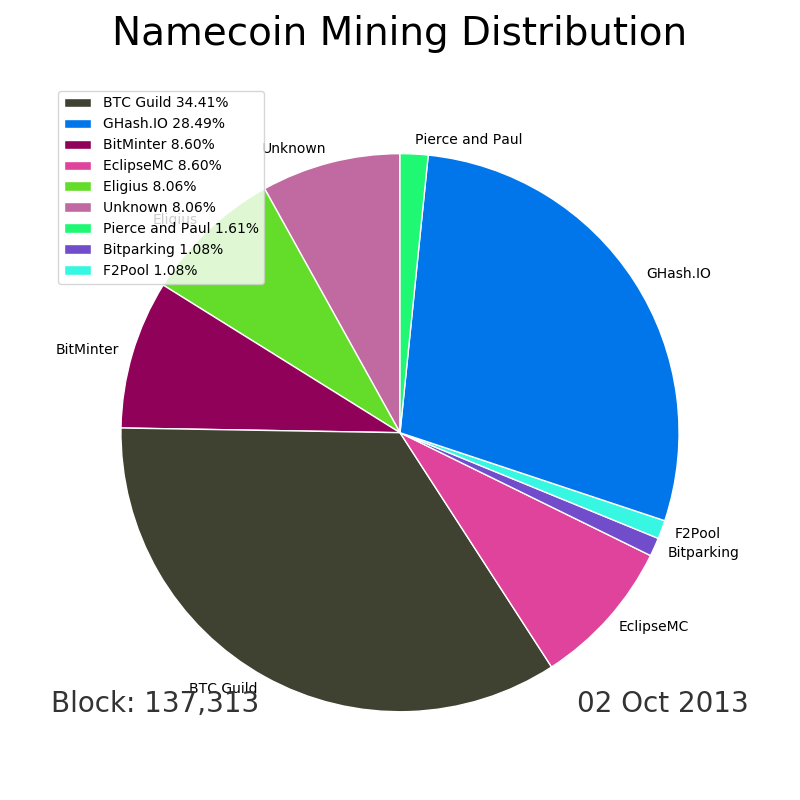 Namecoin Mining Distribution
BTC Guild 34.41%
GHash.IO 28.49%
BitMinter 8.60%
EclipseMC 8.60%
Eligius 8.06%
Unknown 8.06%
Pierce and Paul 1.61%
Bitparking 1.08%
F2Pool 1.08%
Pierce and Paul
Unknown
Eligius
GHash.IO
BitMinter
F2Pool
Bitparking
EclipseMC
BTC Guild
Block: 137,313
02 Oct 2013